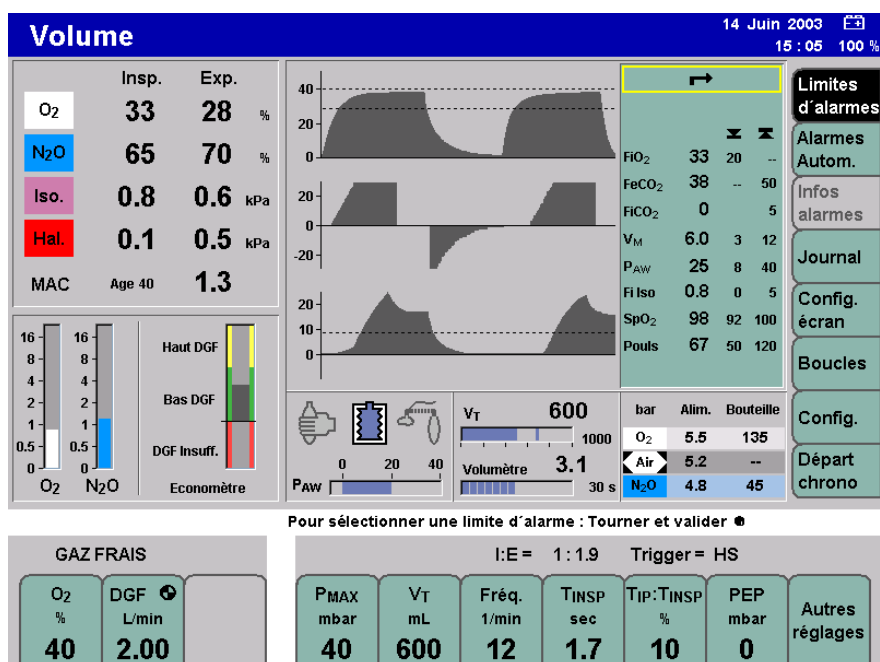 Volume
14 Juin 2003
15 : 05 100 %
Insp. Exp.
O2 33 28 %
N2O 65 70 %
Iso. 0.8 0.6 kPa
Hal. 0.1 0.5 kPa
MAC Age 40 1.3
40
20
0
20
0
-20
20
10
0
FiO2 33 20 --
FeCO2 38 -- 50
FiCO2 0 5
VM 6.0 3 12
PAW 25 8 40
Fi Iso 0.8 0 5
SpO2 98 92 100
Pouls 67 50 120
Limites d´alarmes
Alarmes Autom.
Infos alarmes
Journal
Config. écran
Boucles
Config.
Départ chrono
16 16
8 8
4 4
2 2
1 1
0.5 0.5
0 0
O2 N2O
Haut DGF
Bas DGF
DGF Insuff.
Economètre
0 20 40
PAW
VT 600
1000
Volumètre 3.1
30 s
bar Alim. Bouteille
O2 5.5 135
Air 5.2 --
N2O 4.8 45
Pour sélectionner une limite d´alarme : Tourner et valider
GAZ FRAIS
I:E = 1 : 1.9 Trigger = HS
O2 % 40
DGF L/min 2.00
PMAX mbar 40
VT mL 600
Fréq. 1/min 12
TINSP sec 1.7
TIP:TINSP % 10
PEP mbar 0
Autres réglages